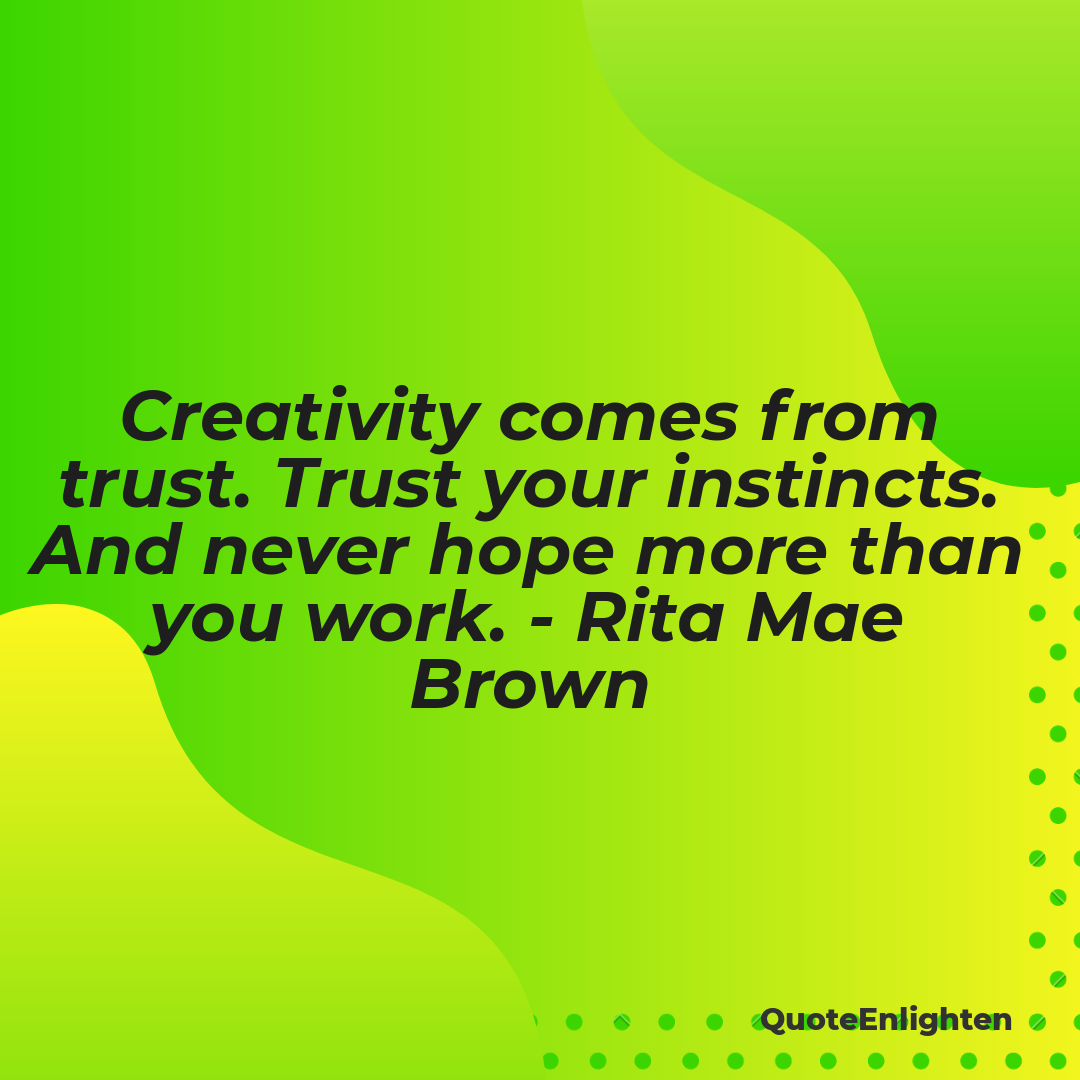 Creativity comes from
trust. Trust your instincts.
And never hope more than
you work. - Rita Mae
Brown
QuoteEnlighten